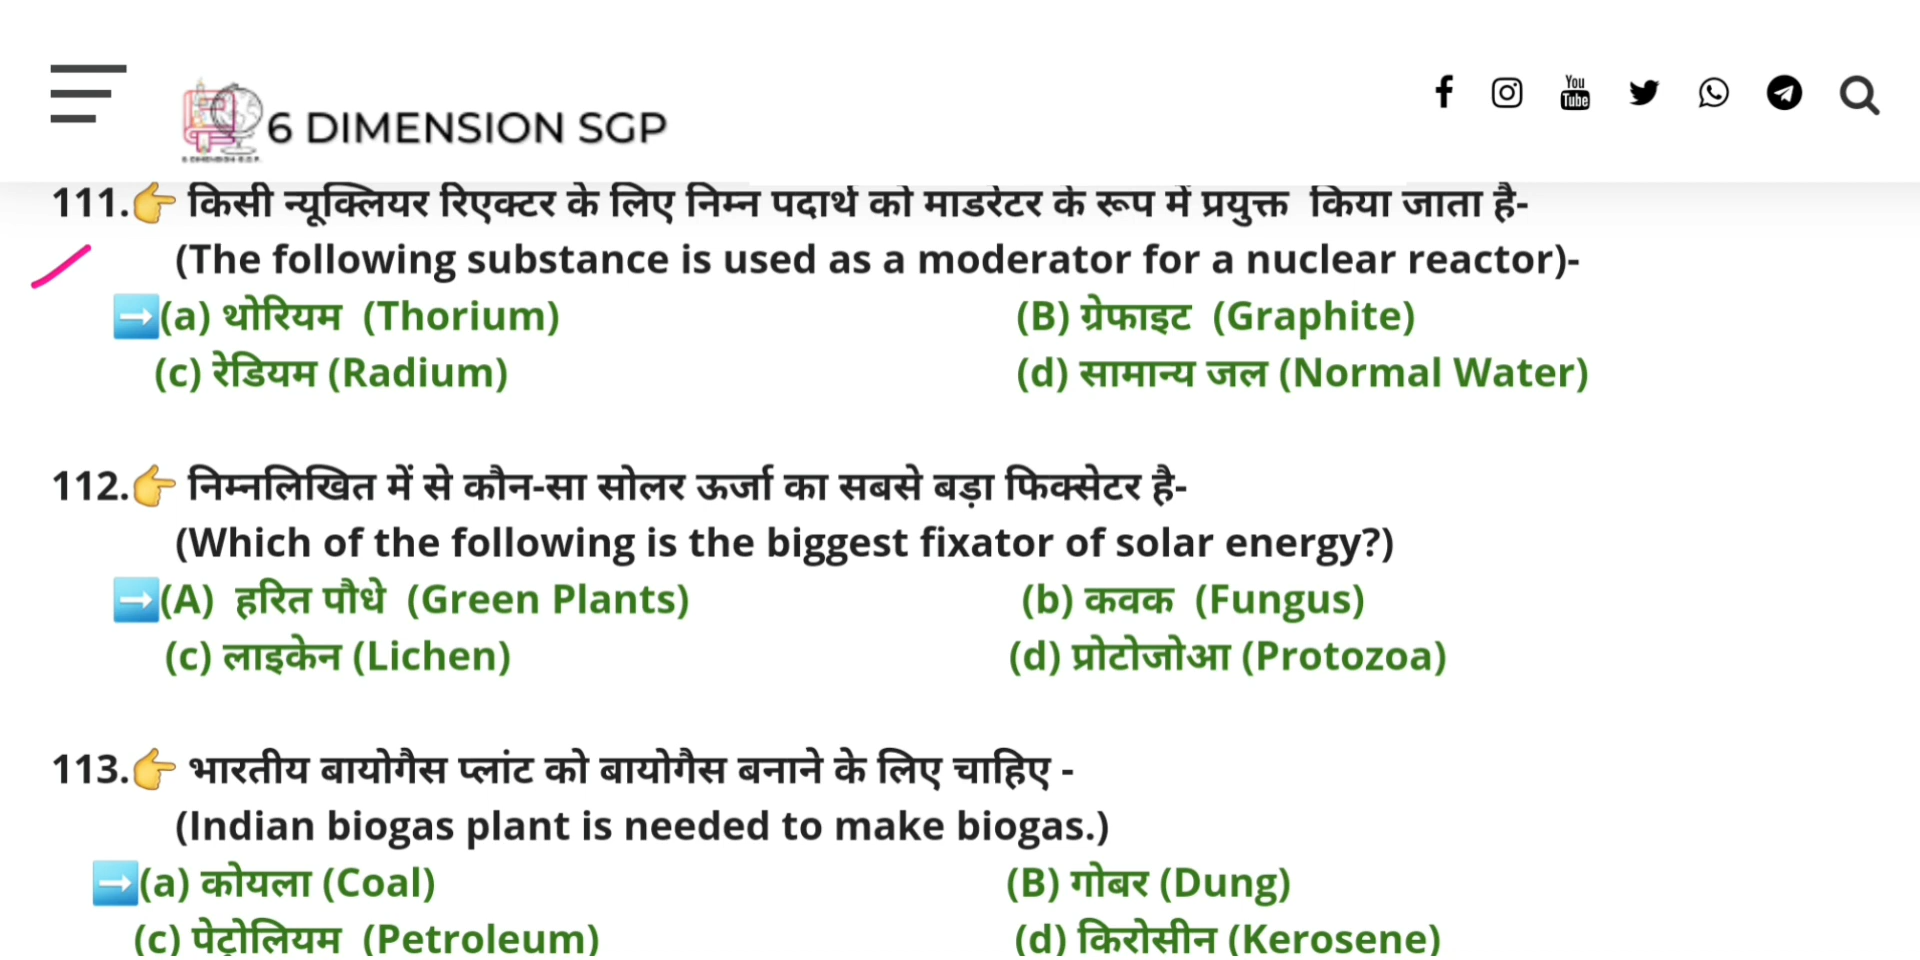 6 DIMENSION SGP
You
Tube
111.👉 किसी न्यूक्लियर रिएक्टर के लिए निम्न पदार्थ को माडरेटर के रूप में प्रयुक्त किया जाता है-
(The following substance is used as a moderator for a nuclear reactor)-
➡️(a) थोरियम (Thorium) (B) ग्रेफाइट (Graphite)
(c) रेडियम (Radium) (d) सामान्य जल (Normal Water)
112.👉 निम्नलिखित में से कौन-सा सोलर ऊर्जा का सबसे बड़ा फिक्सेटर है-
(Which of the following is the biggest fixator of solar energy?)
➡️(A) हरित पौधे (Green Plants) (b) कवक (Fungus)
(c) लाइकेन (Lichen) (d) प्रोटोजोआ (Protozoa)
113.👉 भारतीय बायोगैस प्लांट को बायोगैस बनाने के लिए चाहिए -
(Indian biogas plant is needed to make biogas.)
➡️(a) कोयला (Coal) (B) गोबर (Dung)
(c) पेट्रोलियम (Petroleum) (d) किरोसीन (Kerosene)